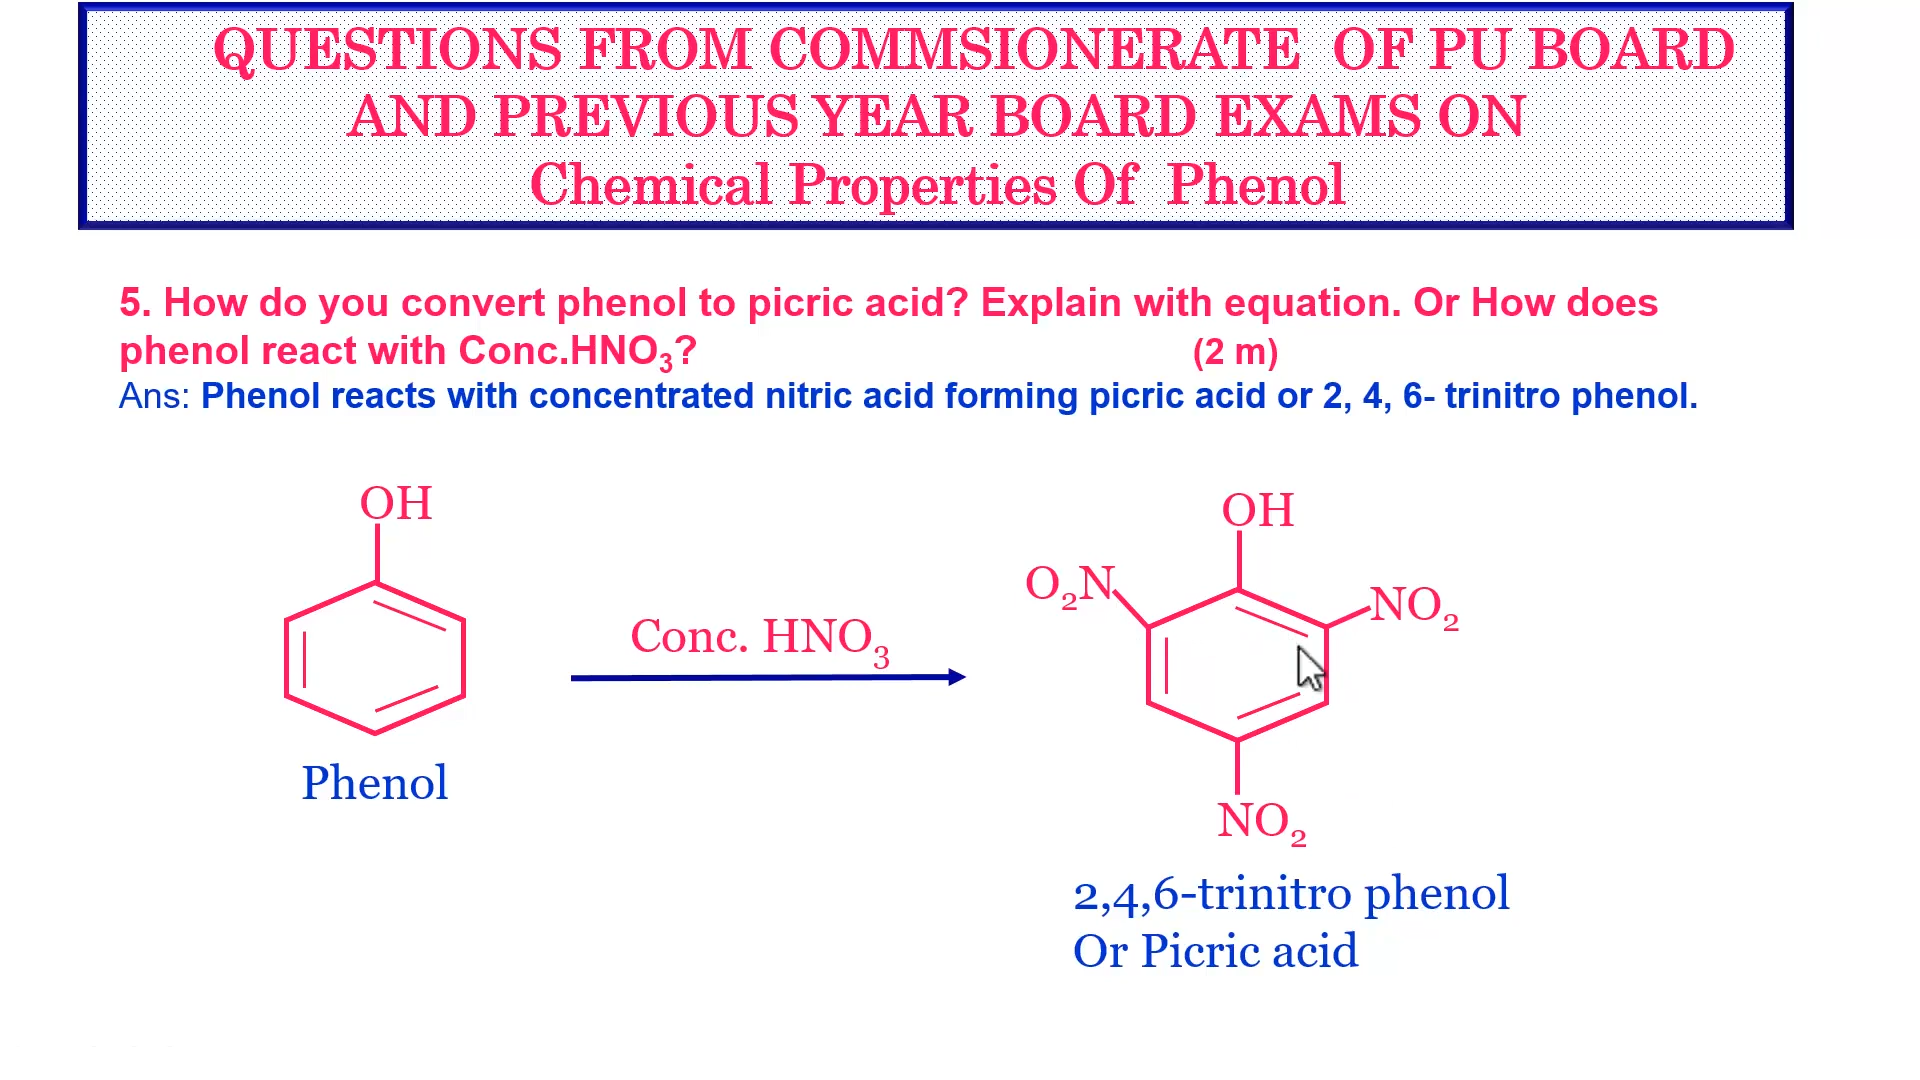 QUESTIONS FROM COMMSIONERATE OF PU BOARD
AND PREVIOUS YEAR BOARD EXAMS ON
Chemical Properties Of Phenol
5. How do you convert phenol to picric acid? Explain with equation. Or How does
phenol react with Conc.HNO₃? (2 m)
Ans: Phenol reacts with concentrated nitric acid forming picric acid or 2, 4, 6- trinitro phenol.
OH
OH
O₂N
NO₂
Conc. HNO₃
Phenol
NO₂
2,4,6-trinitro phenol
Or Picric acid